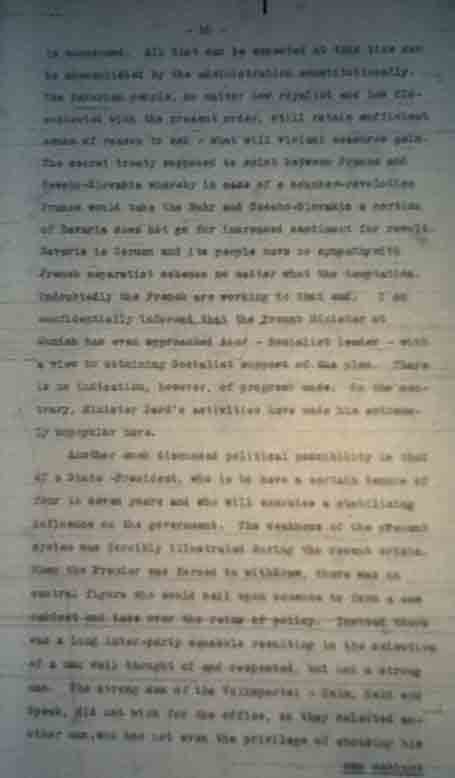 - 10 -
is concerned. All that can be expected at this time can
be accomplished by the administration constitutionally.
The Bavarian people, no matter how royalist and how dis-
contented with the present order, still retain sufficient
sense of reason to ask - what will violent measures gain.
The secret treaty supposed to exist between France and
Czecho-Slovakia whereby in case of a counter-revolution
France would take the Ruhr and Czecho-Slovakia a portion
of Bavaria does not go for increased sentiment for revolt.
Bavaria is German and its people have no sympathy with
French separatist schemes no matter what the temptation.
Undoubtedly the French are working to that end. I am
confidentially informed that the French Minister at
Munich has even approached Auer - Socialist leader - with
a view to obtaining Socialist support of the plan. There
is no indication, however, of progress made. On the con-
trary, Minister Dard's activities have made him extreme-
ly unpopular here.
Another much discussed political possibility is that
of a State-President, who is to have a certain tenure of
four to seven years and who will exercise a stabilizing
influence on the government. The weakness of the present
system was forcibly illustrated during the recent crisis.
When the Premier was forced to withdraw, there was no
central figure who would call upon someone to form a new
cabinet and take over the reins of policy. Instead there
was a long inter-party squabble resulting in the selection
of a man well thought of and respected, but not a strong
man. The strong men of the Volkspartei - Heim, Held and
Speck, did not wish for the office, so they selected an-
other man, who had not even the privilege of choosing his
own cabinet